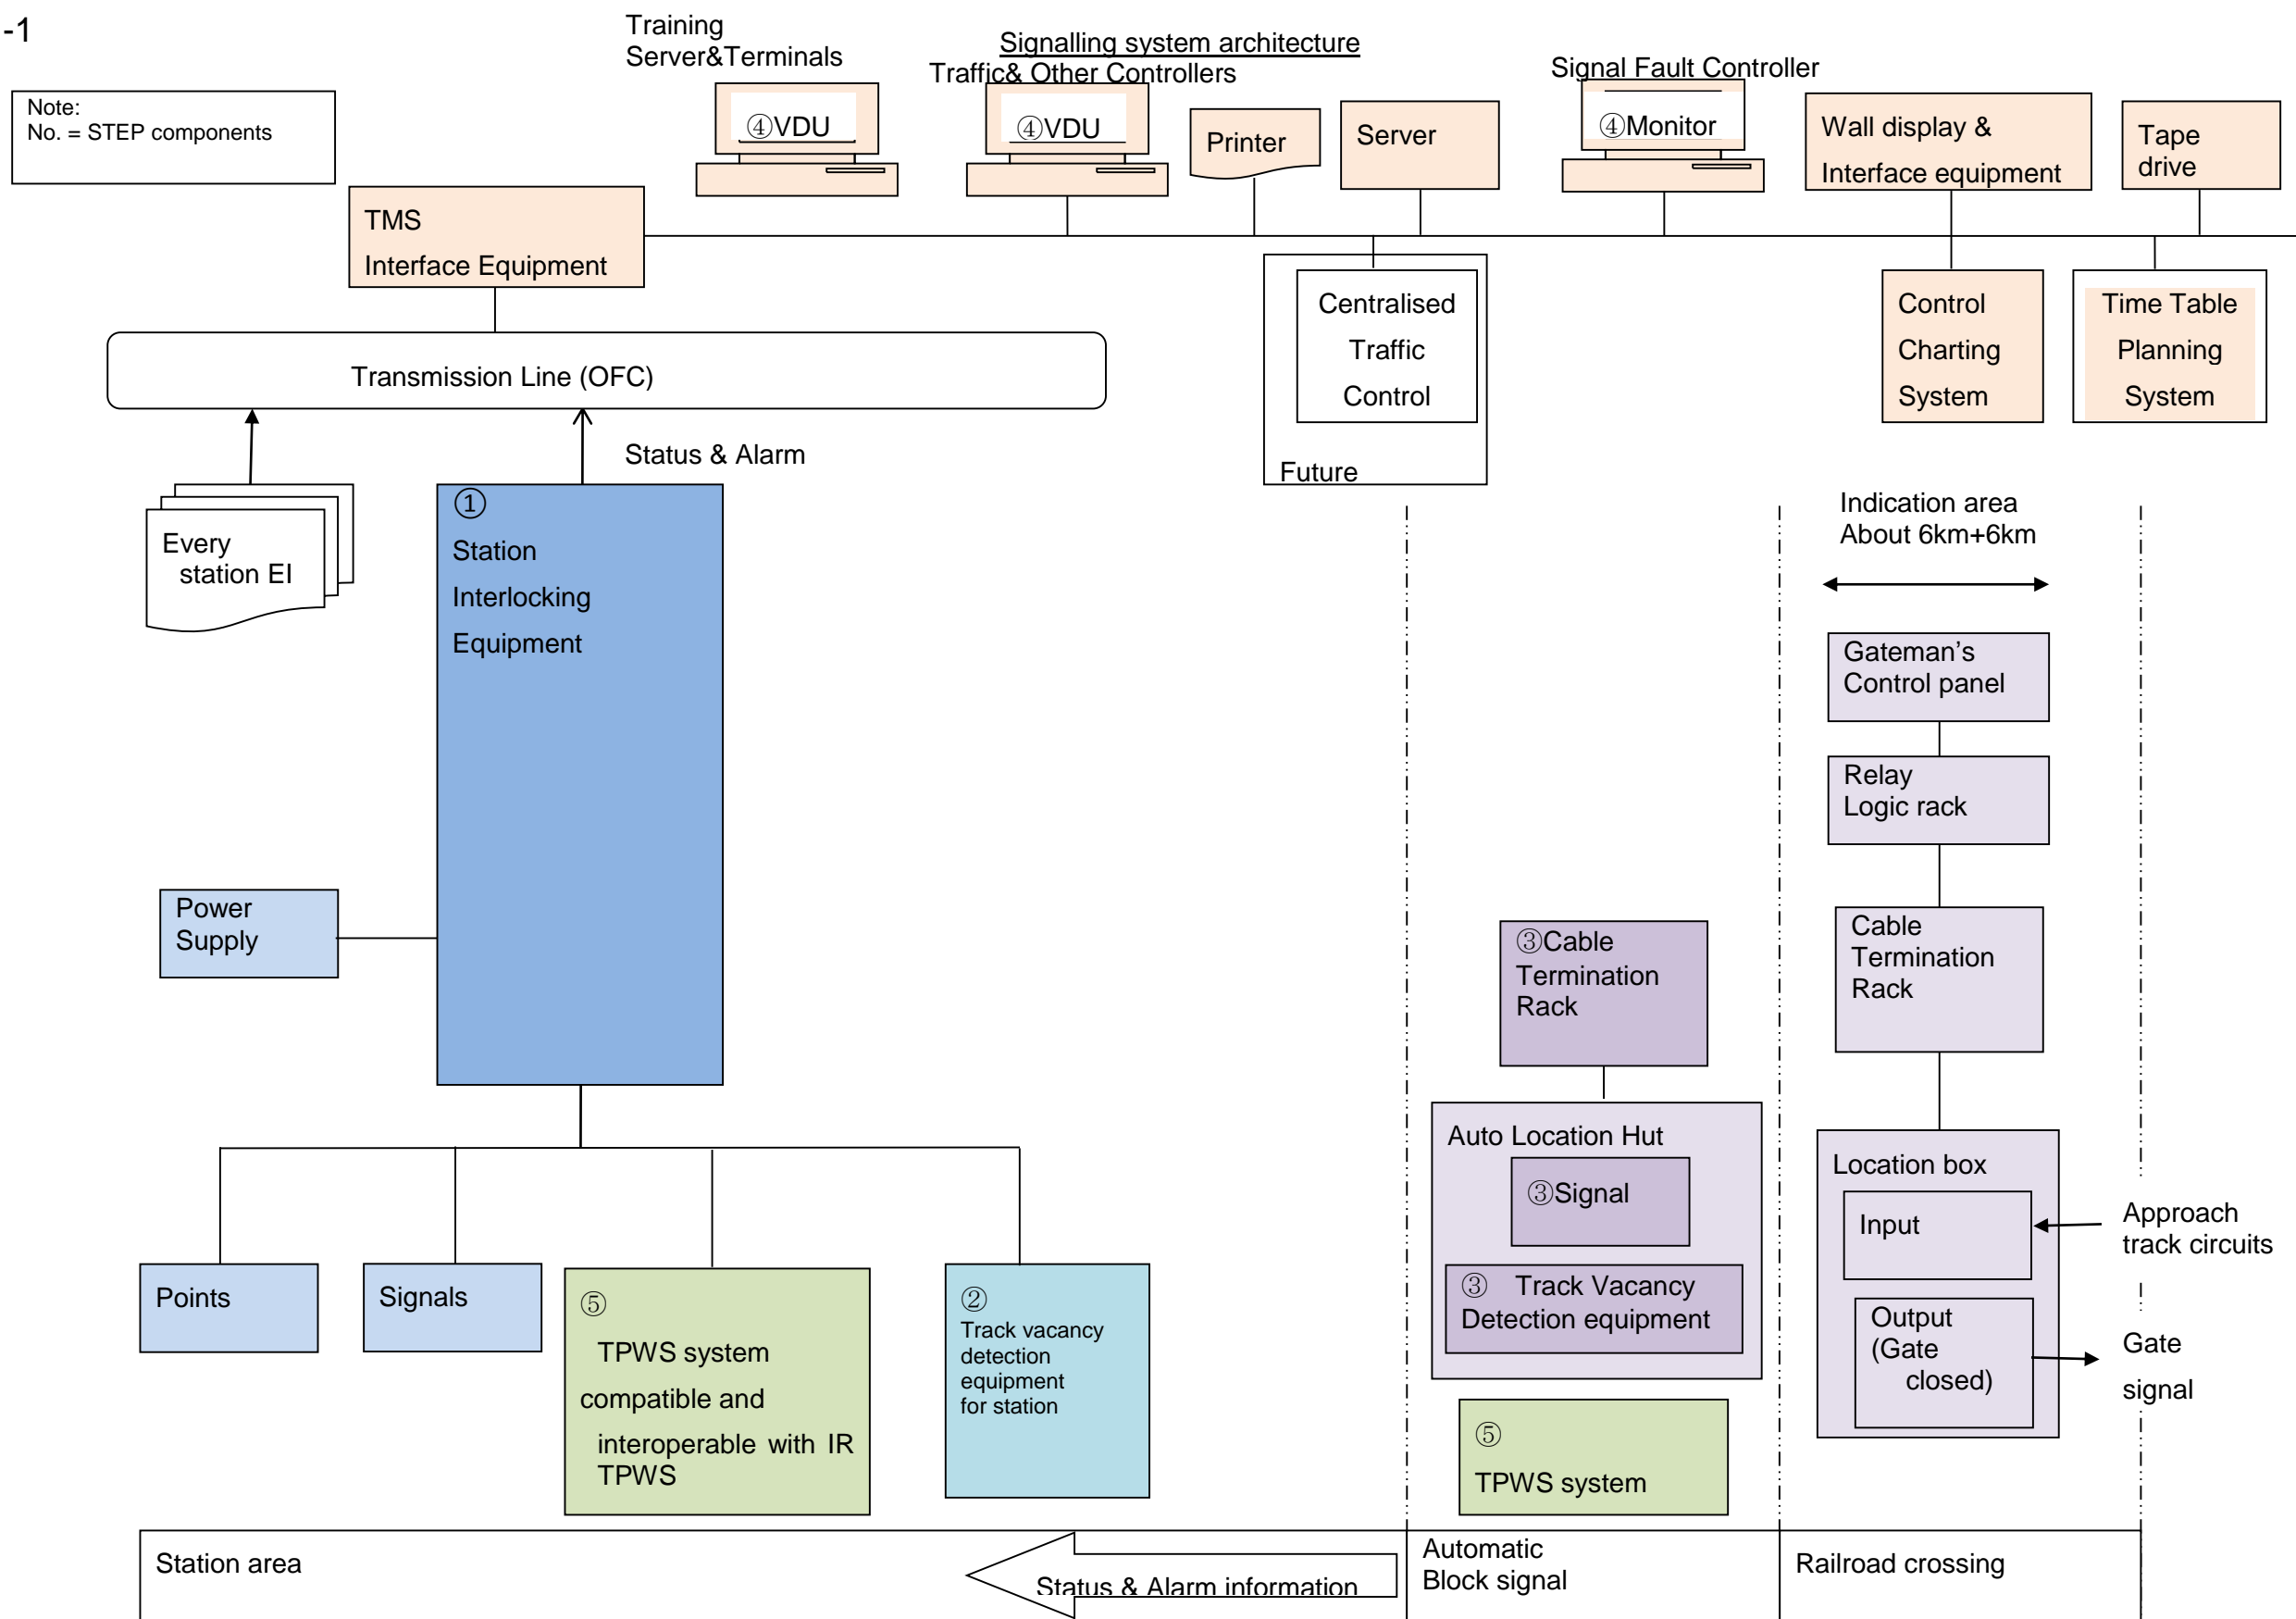 -1
Training
Server&Terminals
Signalling system architecture
Traffic& Other Controllers
Signal Fault Controller
Note:
No. = STEP components
④VDU
④VDU
Printer
Server
④Monitor
Wall display &
Interface equipment
Tape
drive
TMS
Interface Equipment
Centralised
Traffic
Control
Future
Control
Charting
System
Time Table
Planning
System
Transmission Line (OFC)
Status & Alarm
Every
station EI
①
Station
Interlocking
Equipment
Indication area
About 6km+6km
Gateman’s
Control panel
Relay
Logic rack
Power
Supply
③Cable
Termination
Rack
Cable
Termination
Rack
Auto Location Hut
③Signal
③ Track Vacancy
Detection equipment
Location box
Input
Approach
track circuits
Output
(Gate
closed)
Gate
signal
Points
Signals
⑤
TPWS system
compatible and
interoperable with IR
TPWS
②
Track vacancy
detection
equipment
for station
⑤
TPWS system
Station area
Status & Alarm information
Automatic
Block signal
Railroad crossing